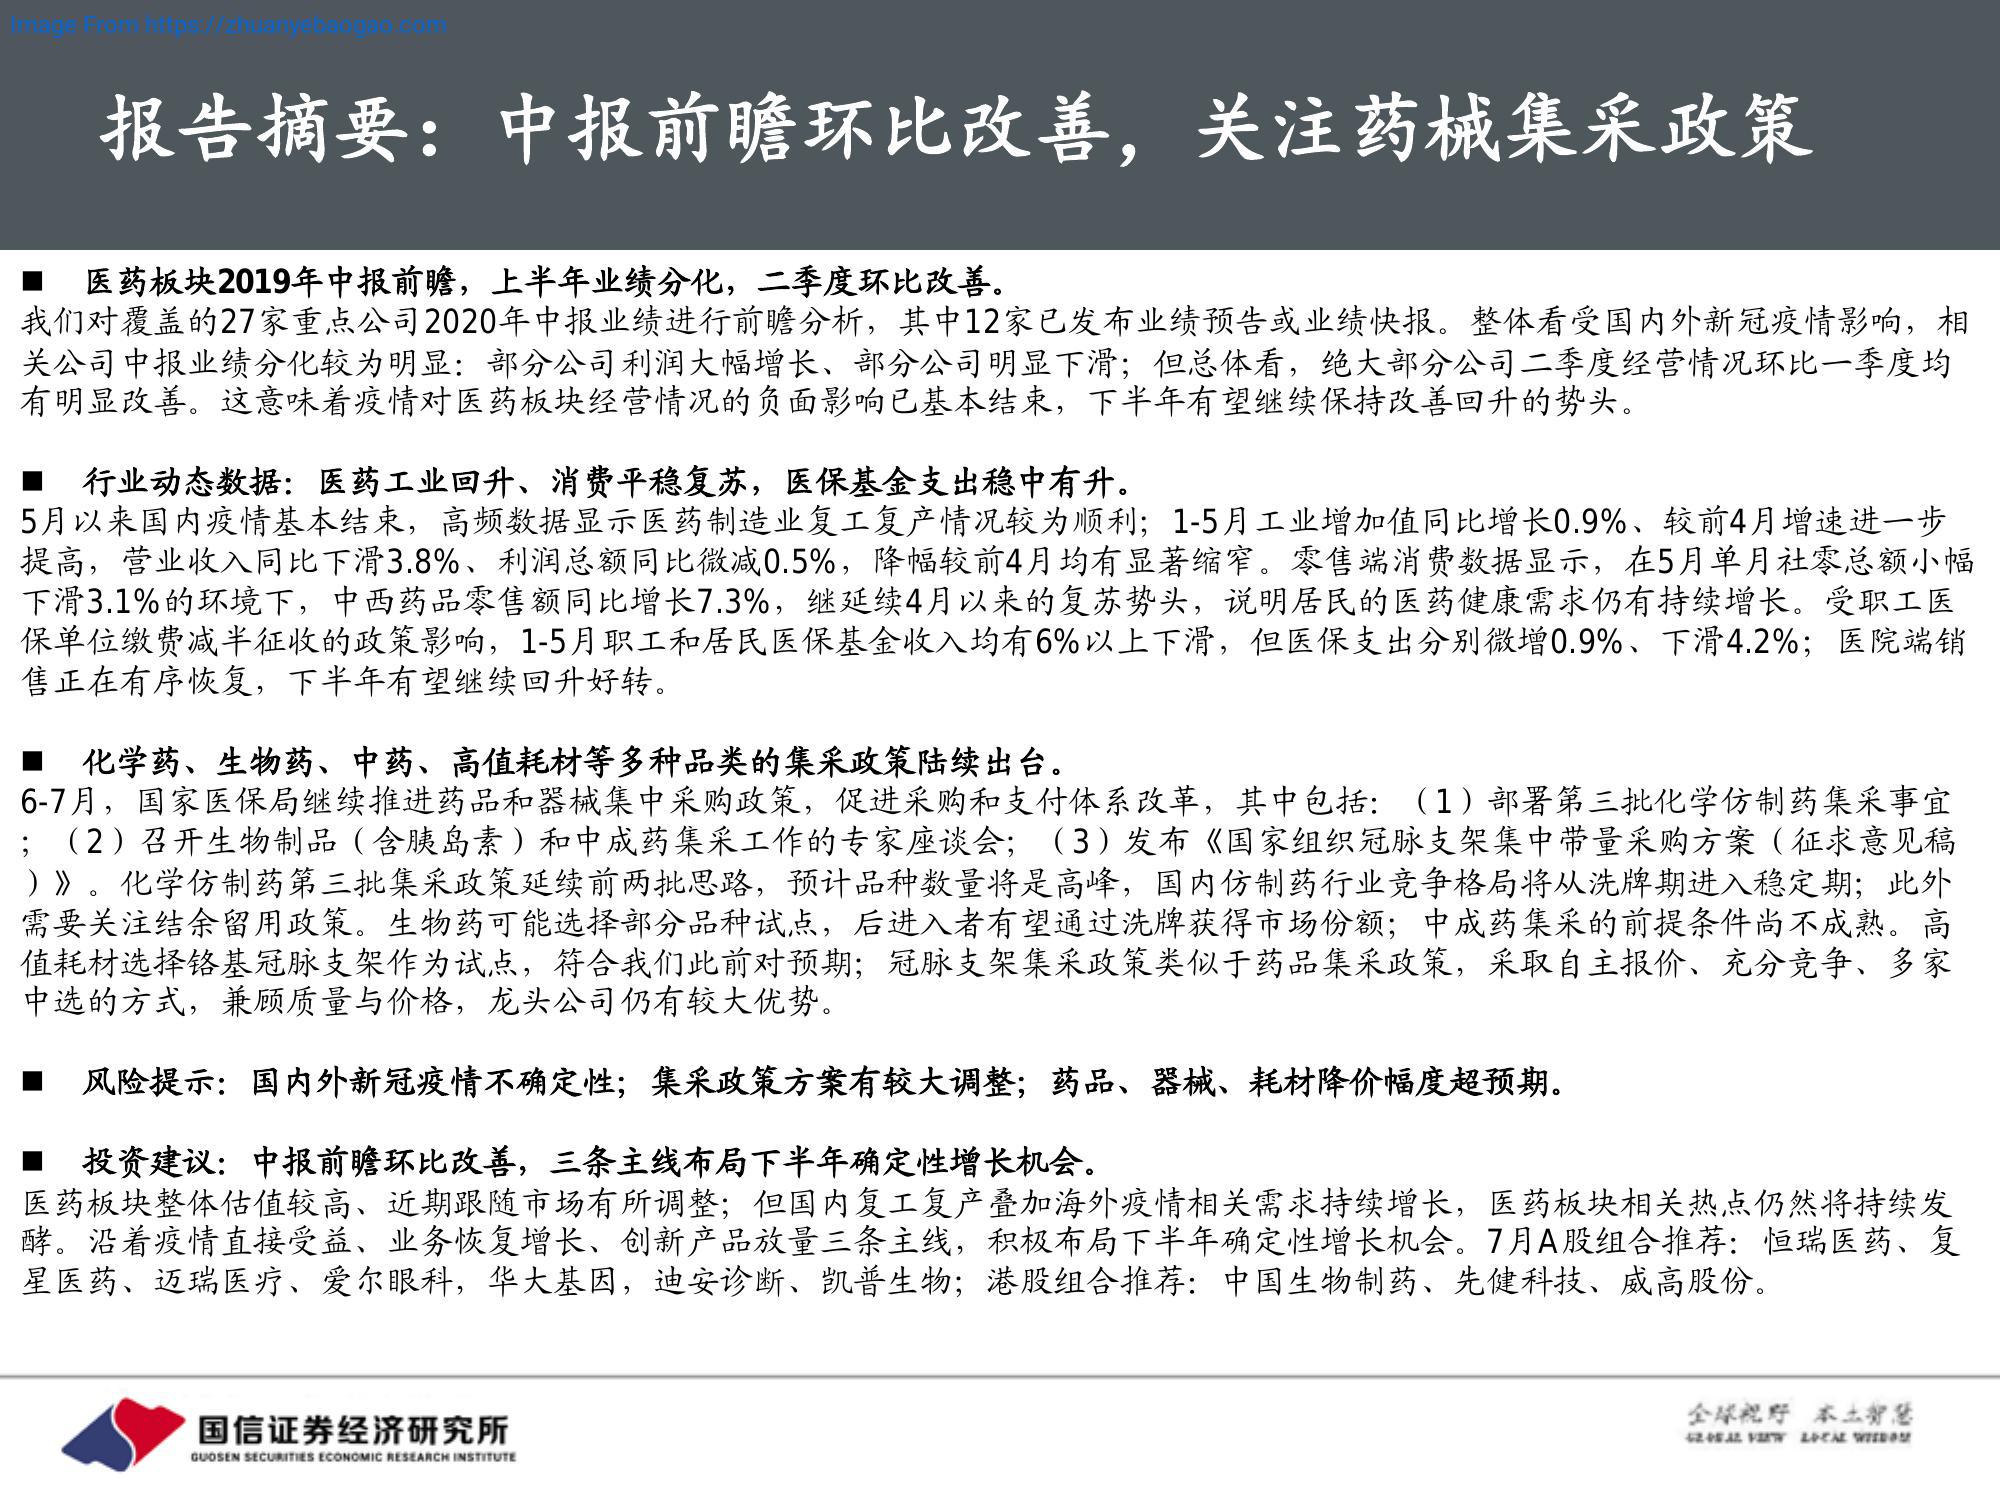 Image From https://zhuanyebaogao.com
报告摘要：中报前瞻环比改善，关注药械集采政策
■ 医药板块2019年中报前瞻，上半年业绩分化，二季度环比改善。
我们对覆盖的27家重点公司2020年中报业绩进行前瞻分析，其中12家已发布业绩预告或业绩快报。整体看受国内外新冠疫情影响，相
关公司中报业绩分化较为明显：部分公司利润大幅增长、部分公司明显下滑；但总体看，绝大部分公司二季度经营情况环比一季度均
有明显改善。这意味着疫情对医药板块经营情况的负面影响已基本结束，下半年有望继续保持改善回升的势头。
■ 行业动态数据：医药工业回升、消费平稳复苏，医保基金支出稳中有升。
5月以来国内疫情基本结束，高频数据显示医药制造业复工复产情况较为顺利；1-5月工业增加值同比增长0.9%、较前4月增速进一步
提高，营业收入同比下滑3.8%、利润总额同比微减0.5%，降幅较前4月均有显著缩窄。零售端消费数据显示，在5月单月社零总额小幅
下滑3.1%的环境下，中西药品零售额同比增长7.3%，继延续4月以来的复苏势头，说明居民的医药健康需求仍有持续增长。受职工医
保单位缴费减半征收的政策影响，1-5月职工和居民医保基金收入均有6%以上下滑，但医保支出分别微增0.9%、下滑4.2%；医院端销
售正在有序恢复，下半年有望继续回升好转。
■ 化学药、生物药、中药、高值耗材等多种品类的集采政策陆续出台。
6-7月，国家医保局继续推进药品和器械集中采购政策，促进采购和支付体系改革，其中包括：（1）部署第三批化学仿制药集采事宜
；（2）召开生物制品（含胰岛素）和中成药集采工作的专家座谈会；（3）发布《国家组织冠脉支架集中带量采购方案（征求意见稿
）》。化学仿制药第三批集采政策延续前两批思路，预计品种数量将是高峰，国内仿制药行业竞争格局将从洗牌期进入稳定期；此外
需要关注结余留用政策。生物药可能选择部分品种试点，后进入者有望通过洗牌获得市场份额；中成药集采的前提条件尚不成熟。高
值耗材选择铬基冠脉支架作为试点，符合我们此前对预期；冠脉支架集采政策类似于药品集采政策，采取自主报价、充分竞争、多家
中选的方式，兼顾质量与价格，龙头公司仍有较大优势。
■ 风险提示：国内外新冠疫情不确定性；集采政策方案有较大调整；药品、器械、耗材降价幅度超预期。
■ 投资建议：中报前瞻环比改善，三条主线布局下半年确定性增长机会。
医药板块整体估值较高、近期跟随市场有所调整；但国内复工复产叠加海外疫情相关需求持续增长，医药板块相关热点仍然将持续发
酵。沿着疫情直接受益、业务恢复增长、创新产品放量三条主线，积极布局下半年确定性增长机会。7月A股组合推荐：恒瑞医药、复
星医药、迈瑞医疗、爱尔眼科，华大基因，迪安诊断、凯普生物；港股组合推荐：中国生物制药、先健科技、威高股份。
国信证券经济研究所
GUOSEN SECURITIES ECONOMIC RESEARCH INSTITUTE
全球视野 本土智慧
GLOBAL VIEW LOCAL WISDOM